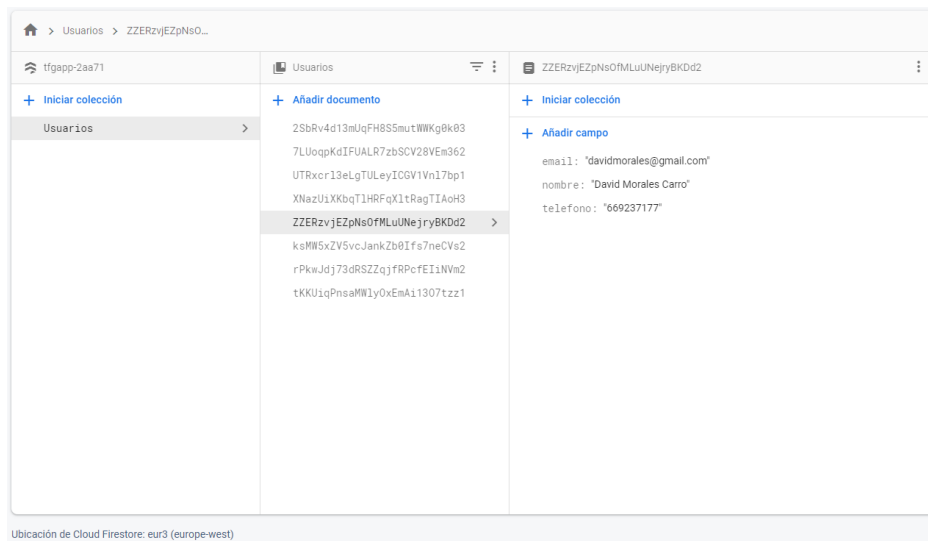 Usuarios > ZZERzvjEZpNsO...
tfgapp-2aa71
Usuarios
ZZERzvjEZpNsOfMLuUNejryBKDd2
+ Iniciar colección
+ Añadir documento
+ Iniciar colección
Usuarios
+ Añadir campo
2SbRv4d13mUqFH8S5mutWWKg0k03
7LUoqpKdIFUALR7zbSCV28VEm362
UTRxcrl3eLgTULeyICGV1Vnl7bp1
XNazUiXKbqTlHRFqXltRagTIAoH3
ZZERzvjEZpNsOfMLuUNejryBKDd2
ksMW5xZV5vcJankZb0Ifs7neCVs2
rPkwJdj73dRSZZqjfRPcfEIiNVm2
tKKUiqPnsaMWlyOxEmAi13O7tzz1
email: "davidmorales@gmail.com"
nombre: "David Morales Carro"
telefono: "669237177"
Ubicación de Cloud Firestore: eur3 (europe-west)